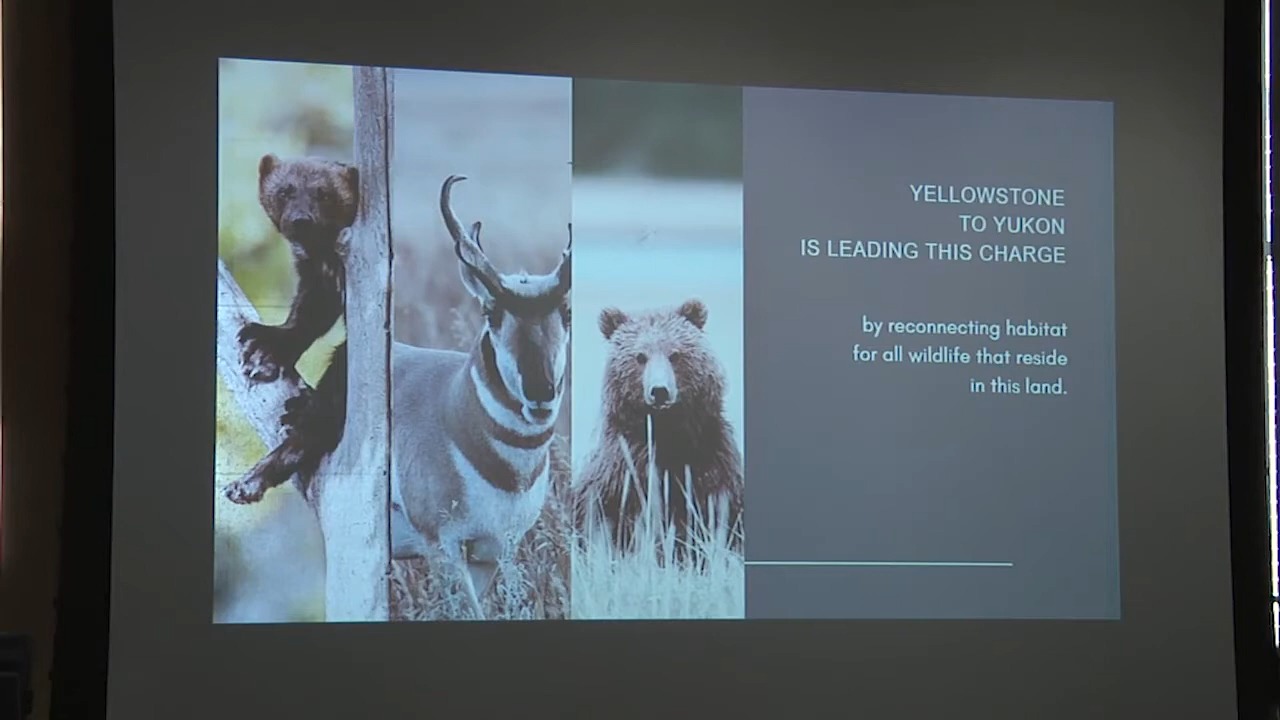 YELLOWSTONE
TO YUKON
IS LEADING THIS CHARGE
by reconnecting habitat
for all wildlife that reside
in this land.